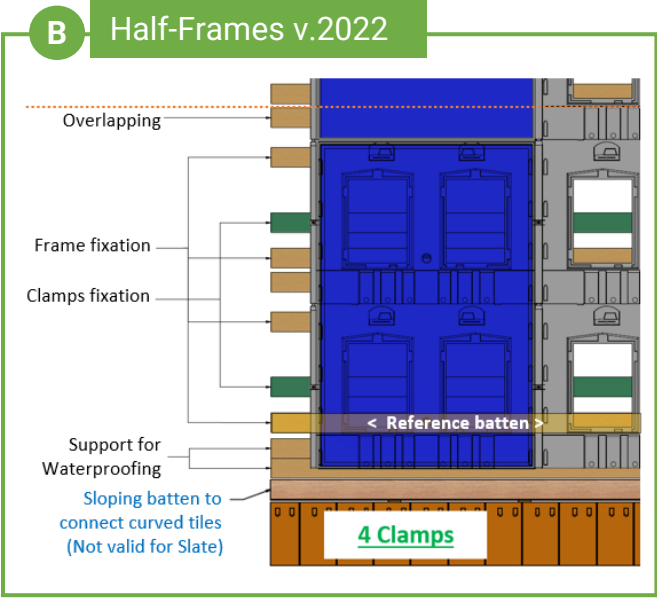 B
Half-Frames v.2022
Overlapping
Frame fixation
Clamps fixation
< Reference batten >
Support for
Waterproofing
Sloping batten to
connect curved tiles
(Not valid for Slate)
4 Clamps